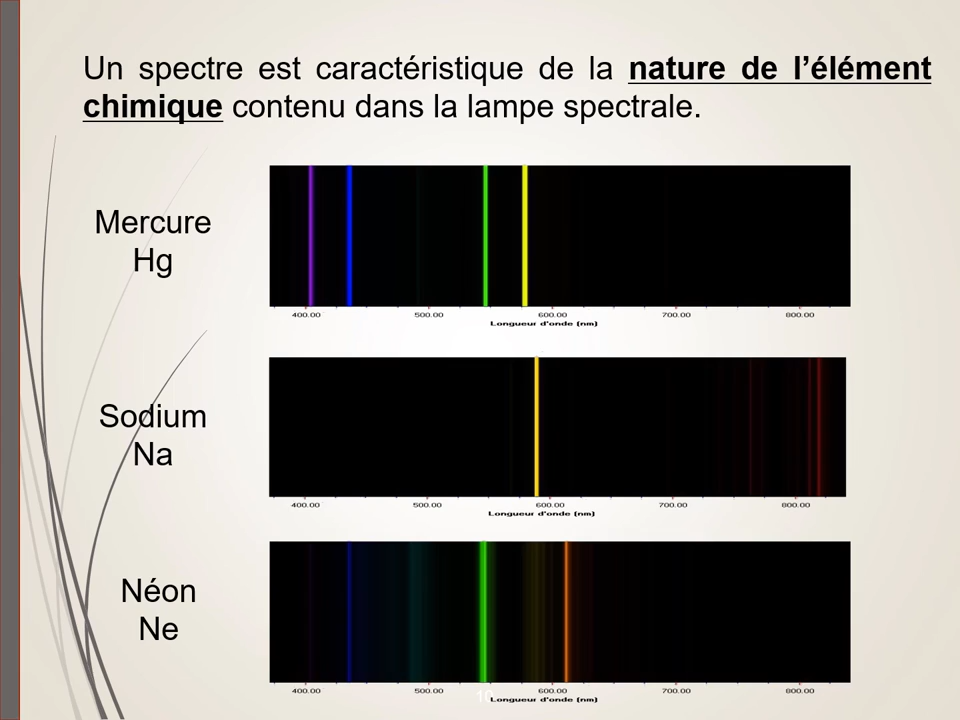 Un spectre est caractéristique de la nature de l’élément
chimique contenu dans la lampe spectrale.
Mercure
Hg
400.00 500.00 600.00 700.00 800.00
Longueur d'onde (nm)
Sodium
Na
400.00 500.00 600.00 700.00 800.00
Longueur d'onde (nm)
Néon
Ne
400.00 500.00 600.00 700.00 800.00
10
Longueur d'onde (nm)